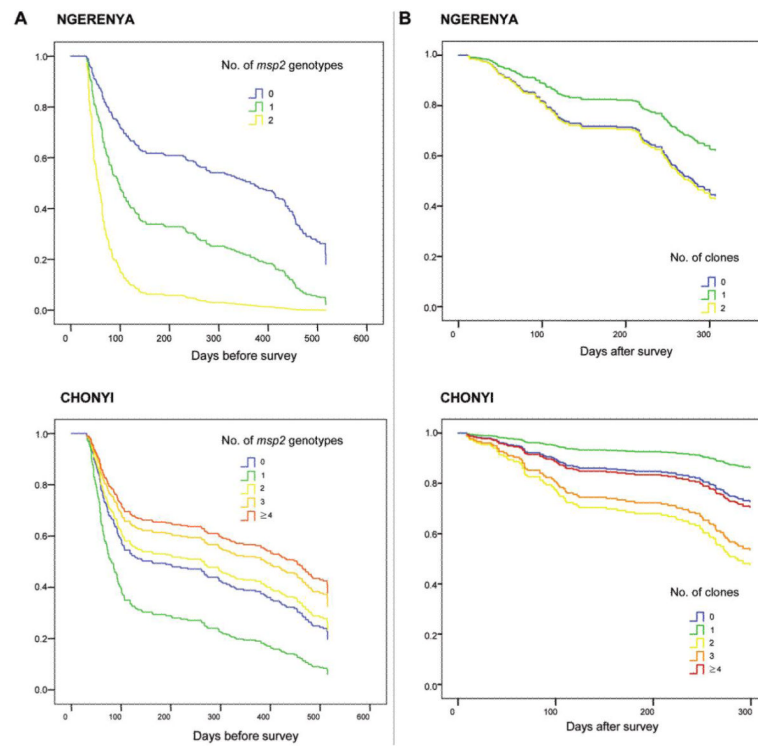 A NGERENYA
No. of msp2 genotypes
0
1
2
1.0
0.8
0.6
0.4
0.2
0.0
0 100 200 300 400 500 600
Days before survey
CHONYI
No. of msp2 genotypes
0
1
2
3
≥4
1.0
0.8
0.6
0.4
0.2
0.0
0 100 200 300 400 500 600
Days before survey
B NGERENYA
1.0
0.8
0.6
0.4
0.2
0.0
No. of clones
0
1
2
0 100 200 300
Days after survey
CHONYI
1.0
0.8
0.6
0.4
0.2
0.0
No. of clones
0
1
2
3
≥4
0 100 200 300
Days after survey